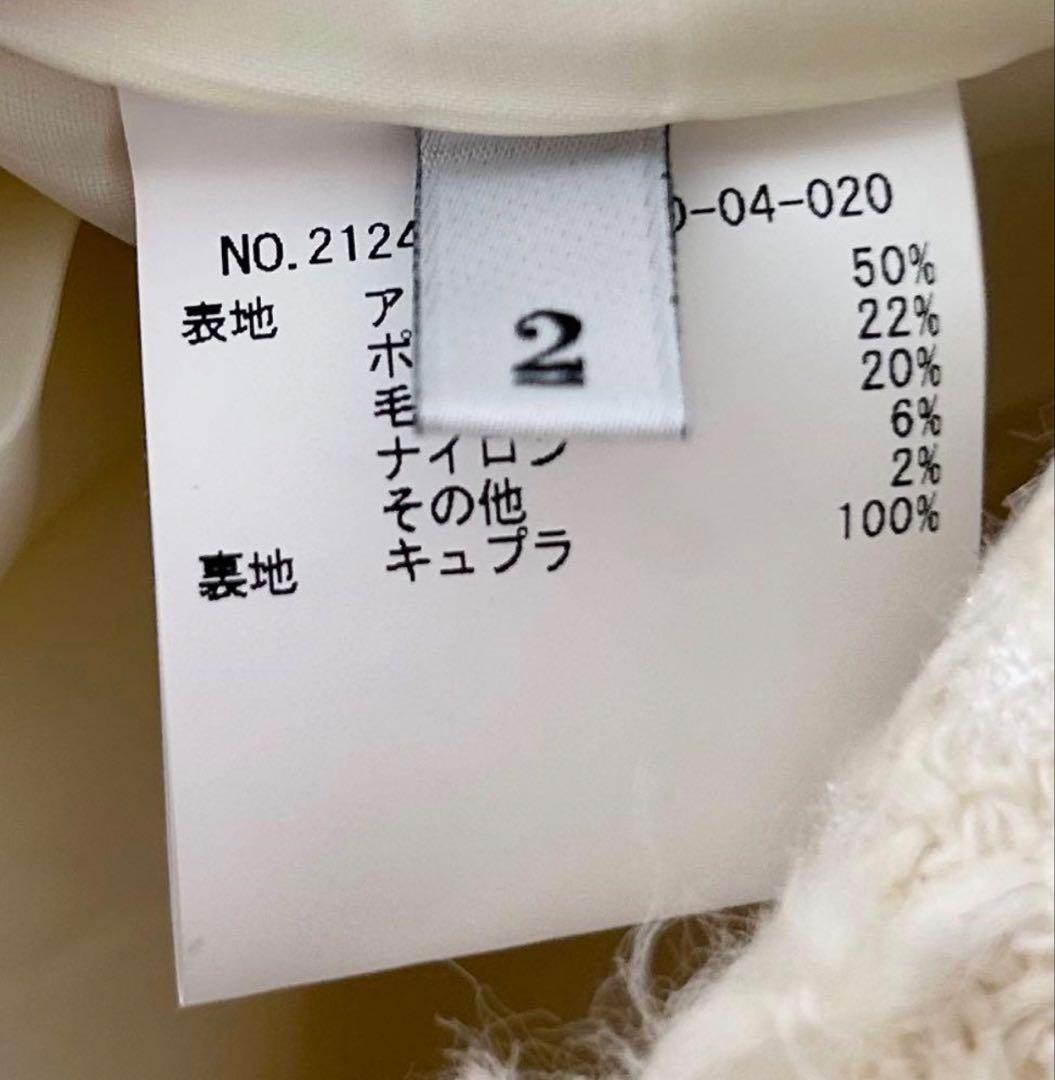 NO.2124 0-04-020
表地 ア 50%
ポ 22%
毛 20%
ナイロン 6%
その他 2%
裏地 キュプラ 100%
2